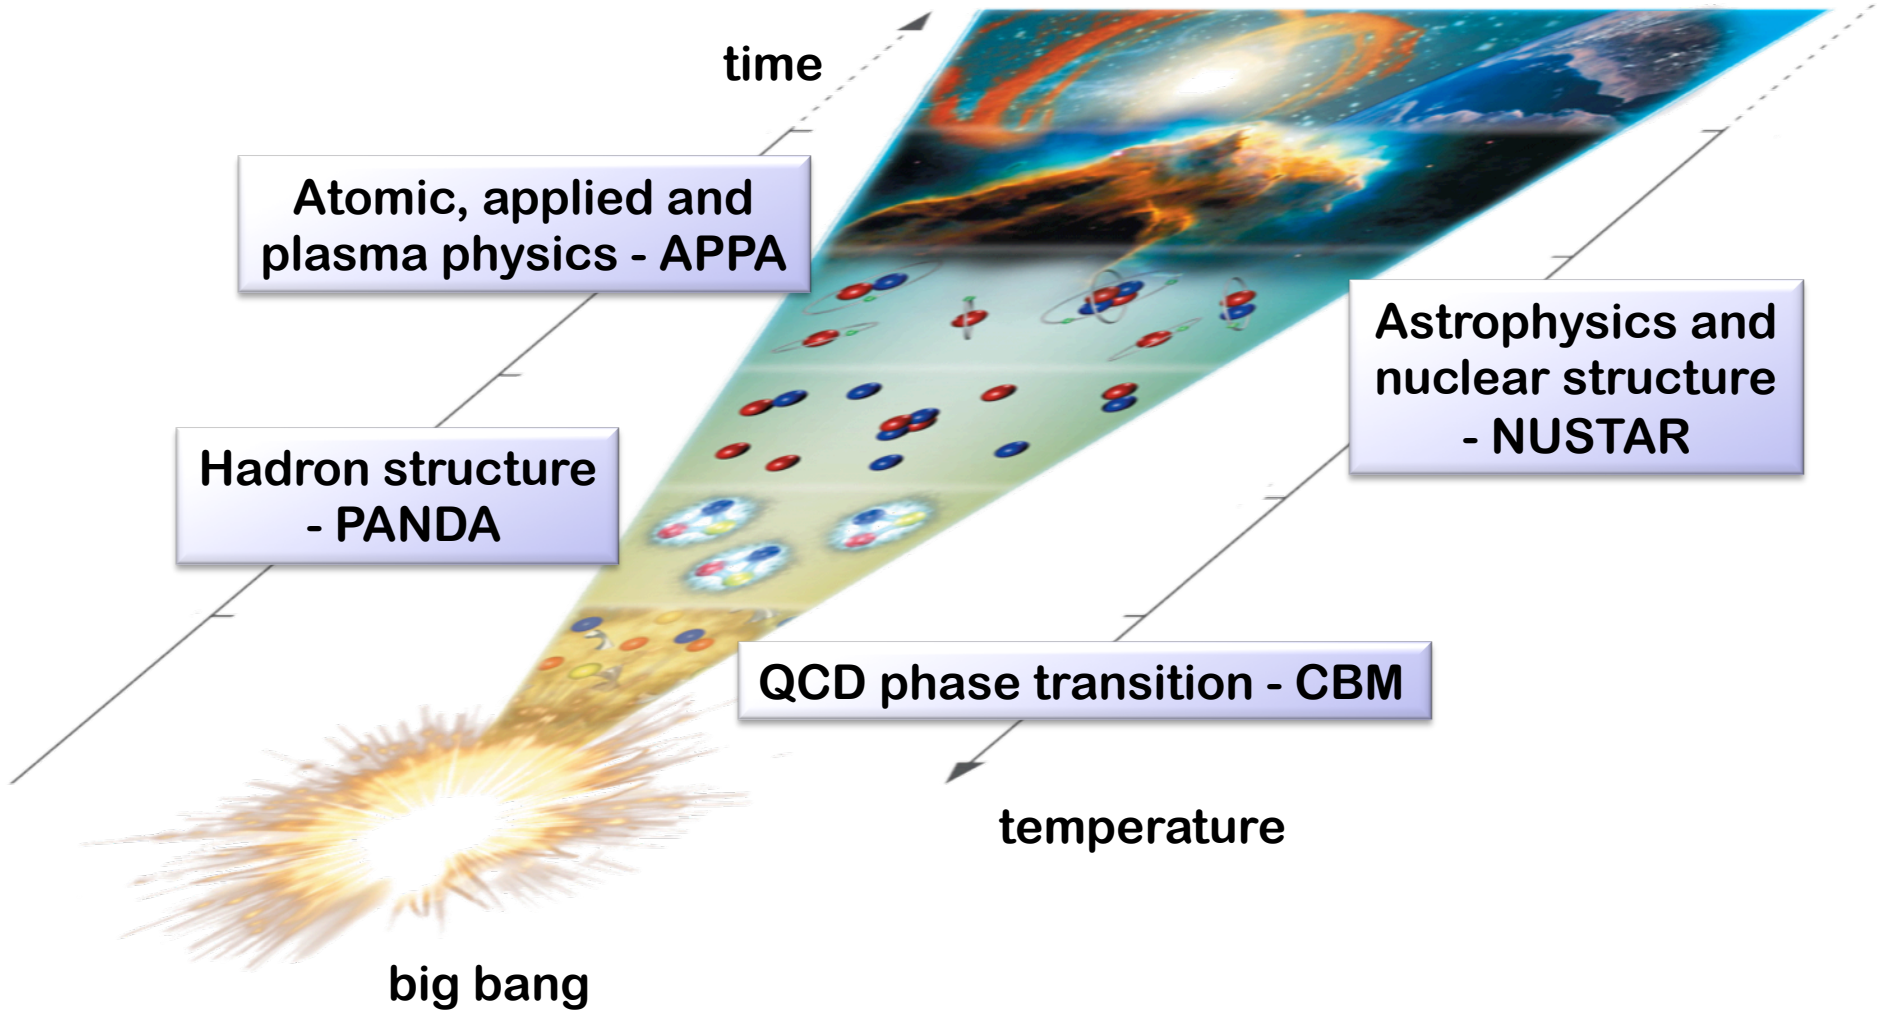 time
Atomic, applied and
plasma physics - APPA
Astrophysics and
nuclear structure
- NUSTAR
Hadron structure
- PANDA
QCD phase transition - CBM
temperature
big bang